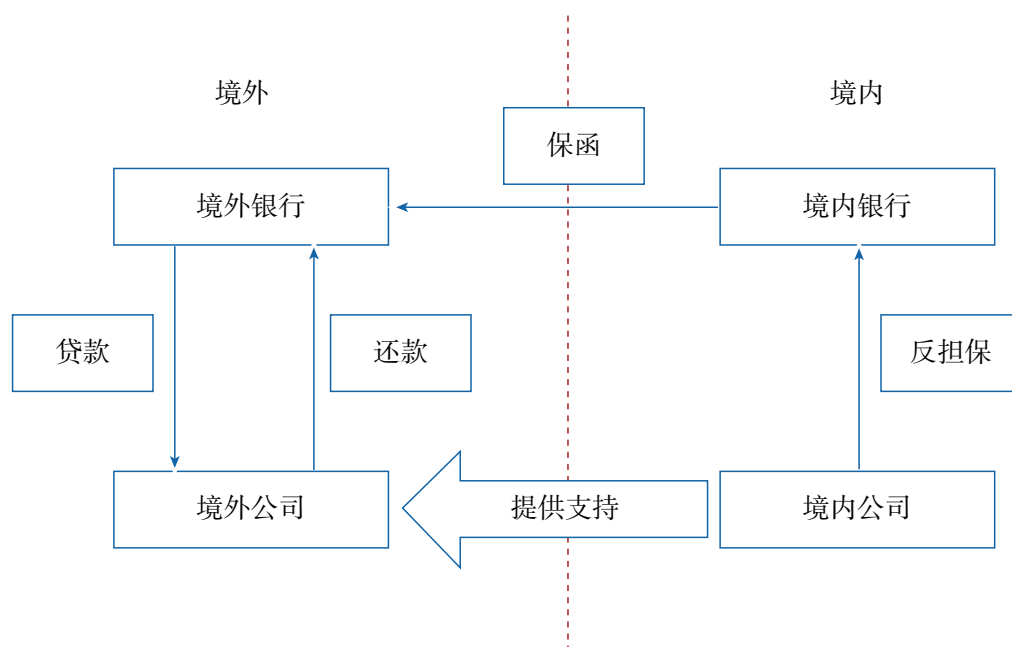 境外
境内
保函
境外银行
境内银行
贷款
还款
反担保
境外公司
提供支持
境内公司